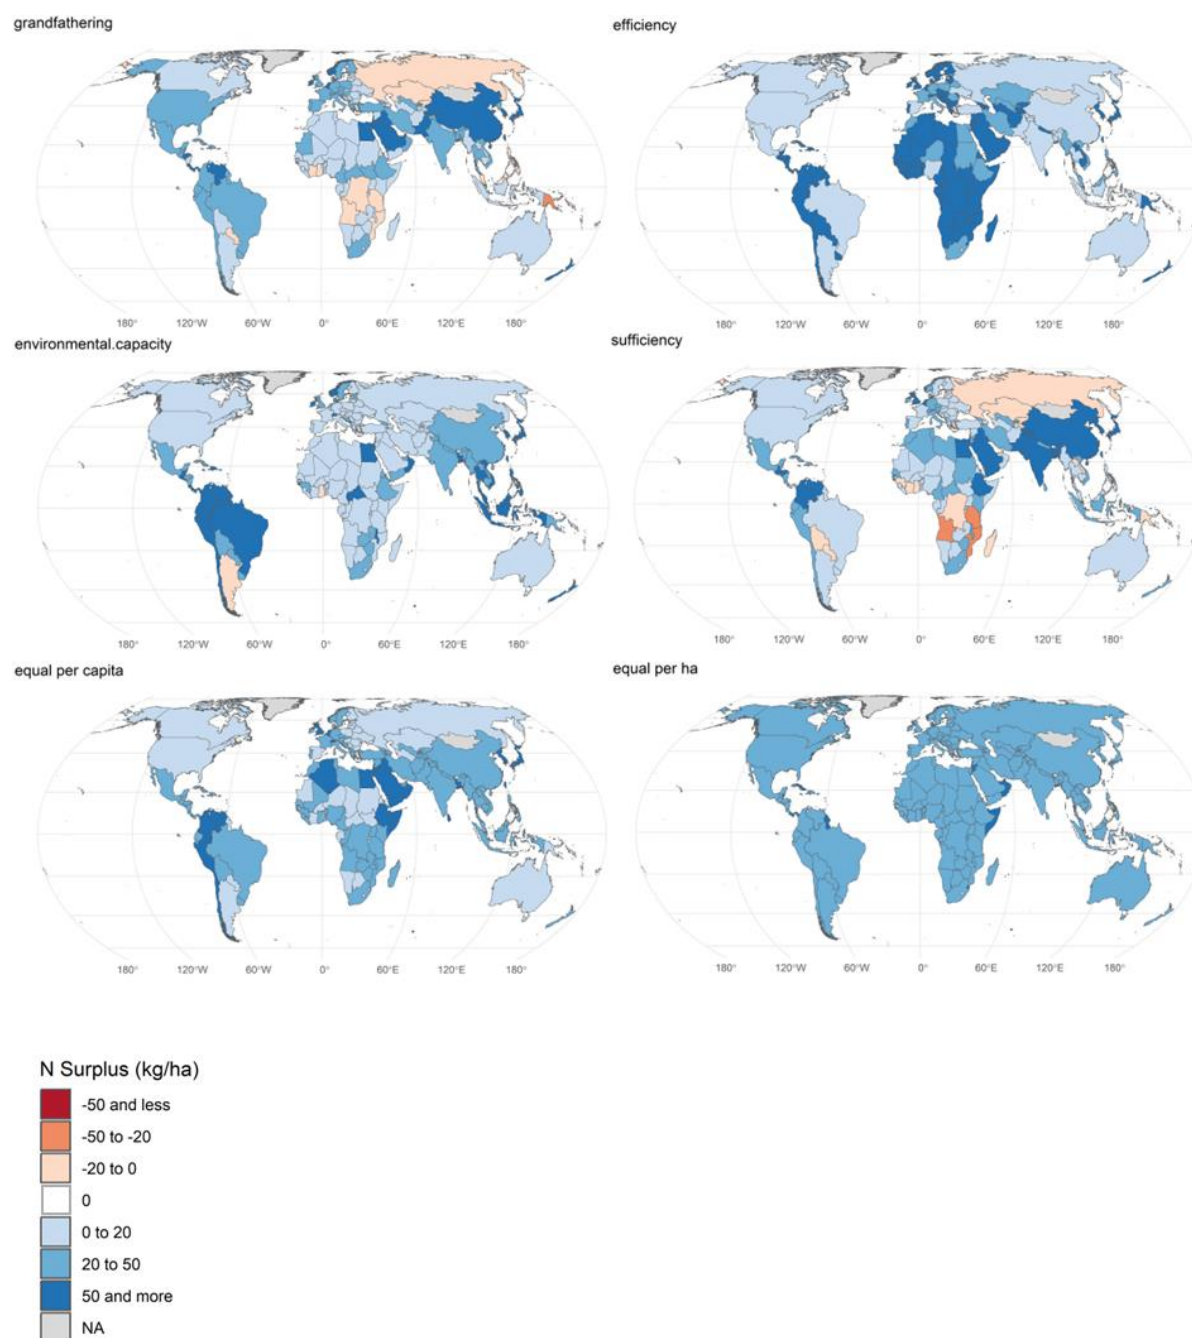 grandfathering
efficiency
180° 120°W 60°W 0° 60°E 120°E 180°
180° 120°W 60°W 0° 60°E 120°E 180°
environmental.capacity
sufficiency
180° 120°W 60°W 0° 60°E 120°E 180°
180° 120°W 60°W 0° 60°E 120°E 180°
equal per capita
equal per ha
180° 120°W 60°W 0° 60°E 120°E 180°
180° 120°W 60°W 0° 60°E 120°E 180°
N Surplus (kg/ha)
-50 and less
-50 to -20
-20 to 0
0
0 to 20
20 to 50
50 and more
NA